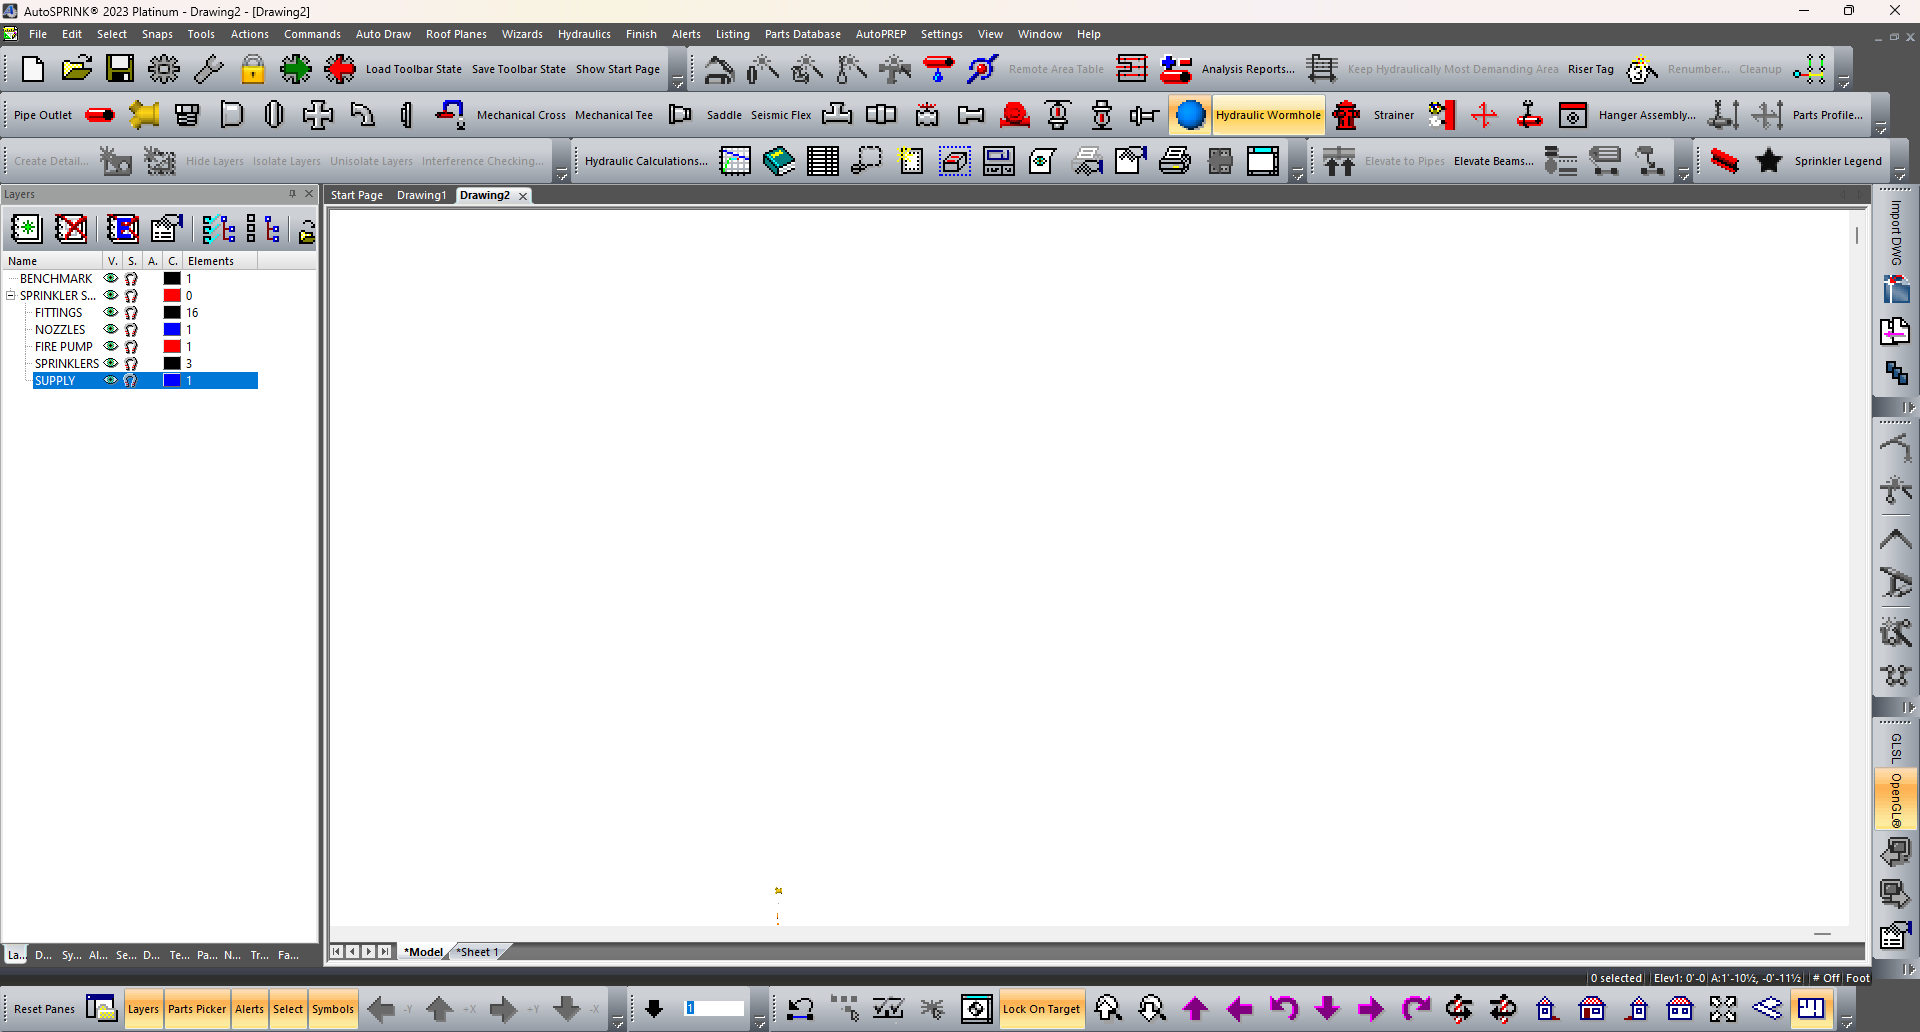 AutoSPRINK® 2023 Platinum - Drawing2 - [Drawing2]
File Edit Select Snaps Tools Actions Commands Auto Draw Roof Planes Wizards Hydraulics Finish Alerts Listing Parts Database AutoPREP Settings View Window Help
Load Toolbar State Save Toolbar State Show Start Page Remote Area Table Analysis Reports... Keep Hydraulically Most Demanding Area Riser Tag Renumber... Cleanup
Pipe Outlet Mechanical Cross Mechanical Tee Saddle Seismic Flex Hydraulic Wormhole Strainer Hanger Assembly... Parts Profile...
Create Detail... Hide Layers Isolate Layers Unisolate Layers Interference Checking... Hydraulic Calculations... Elevate to Pipes Elevate Beams... Sprinkler Legend
Layers
Start Page Drawing1 Drawing2
Import DWG
Name V. S. A. C. Elements
BENCHMARK 1
SPRINKLER S... 0
FITTINGS 16
NOZZLES 1
FIRE PUMP 1
SPRINKLERS 3
SUPPLY 1
GLSL
OpenGL®
*Model *Sheet 1
La... D... Sy... Al... Se... D... Te... Pa... N... Tr... Fa...
0 selected Elev1: 0'-0 A:1'-10½, -0'-11½ # Off Foot
Reset Panes Layers Parts Picker Alerts Select Symbols -Y +X +Y -X 1 Lock On Target